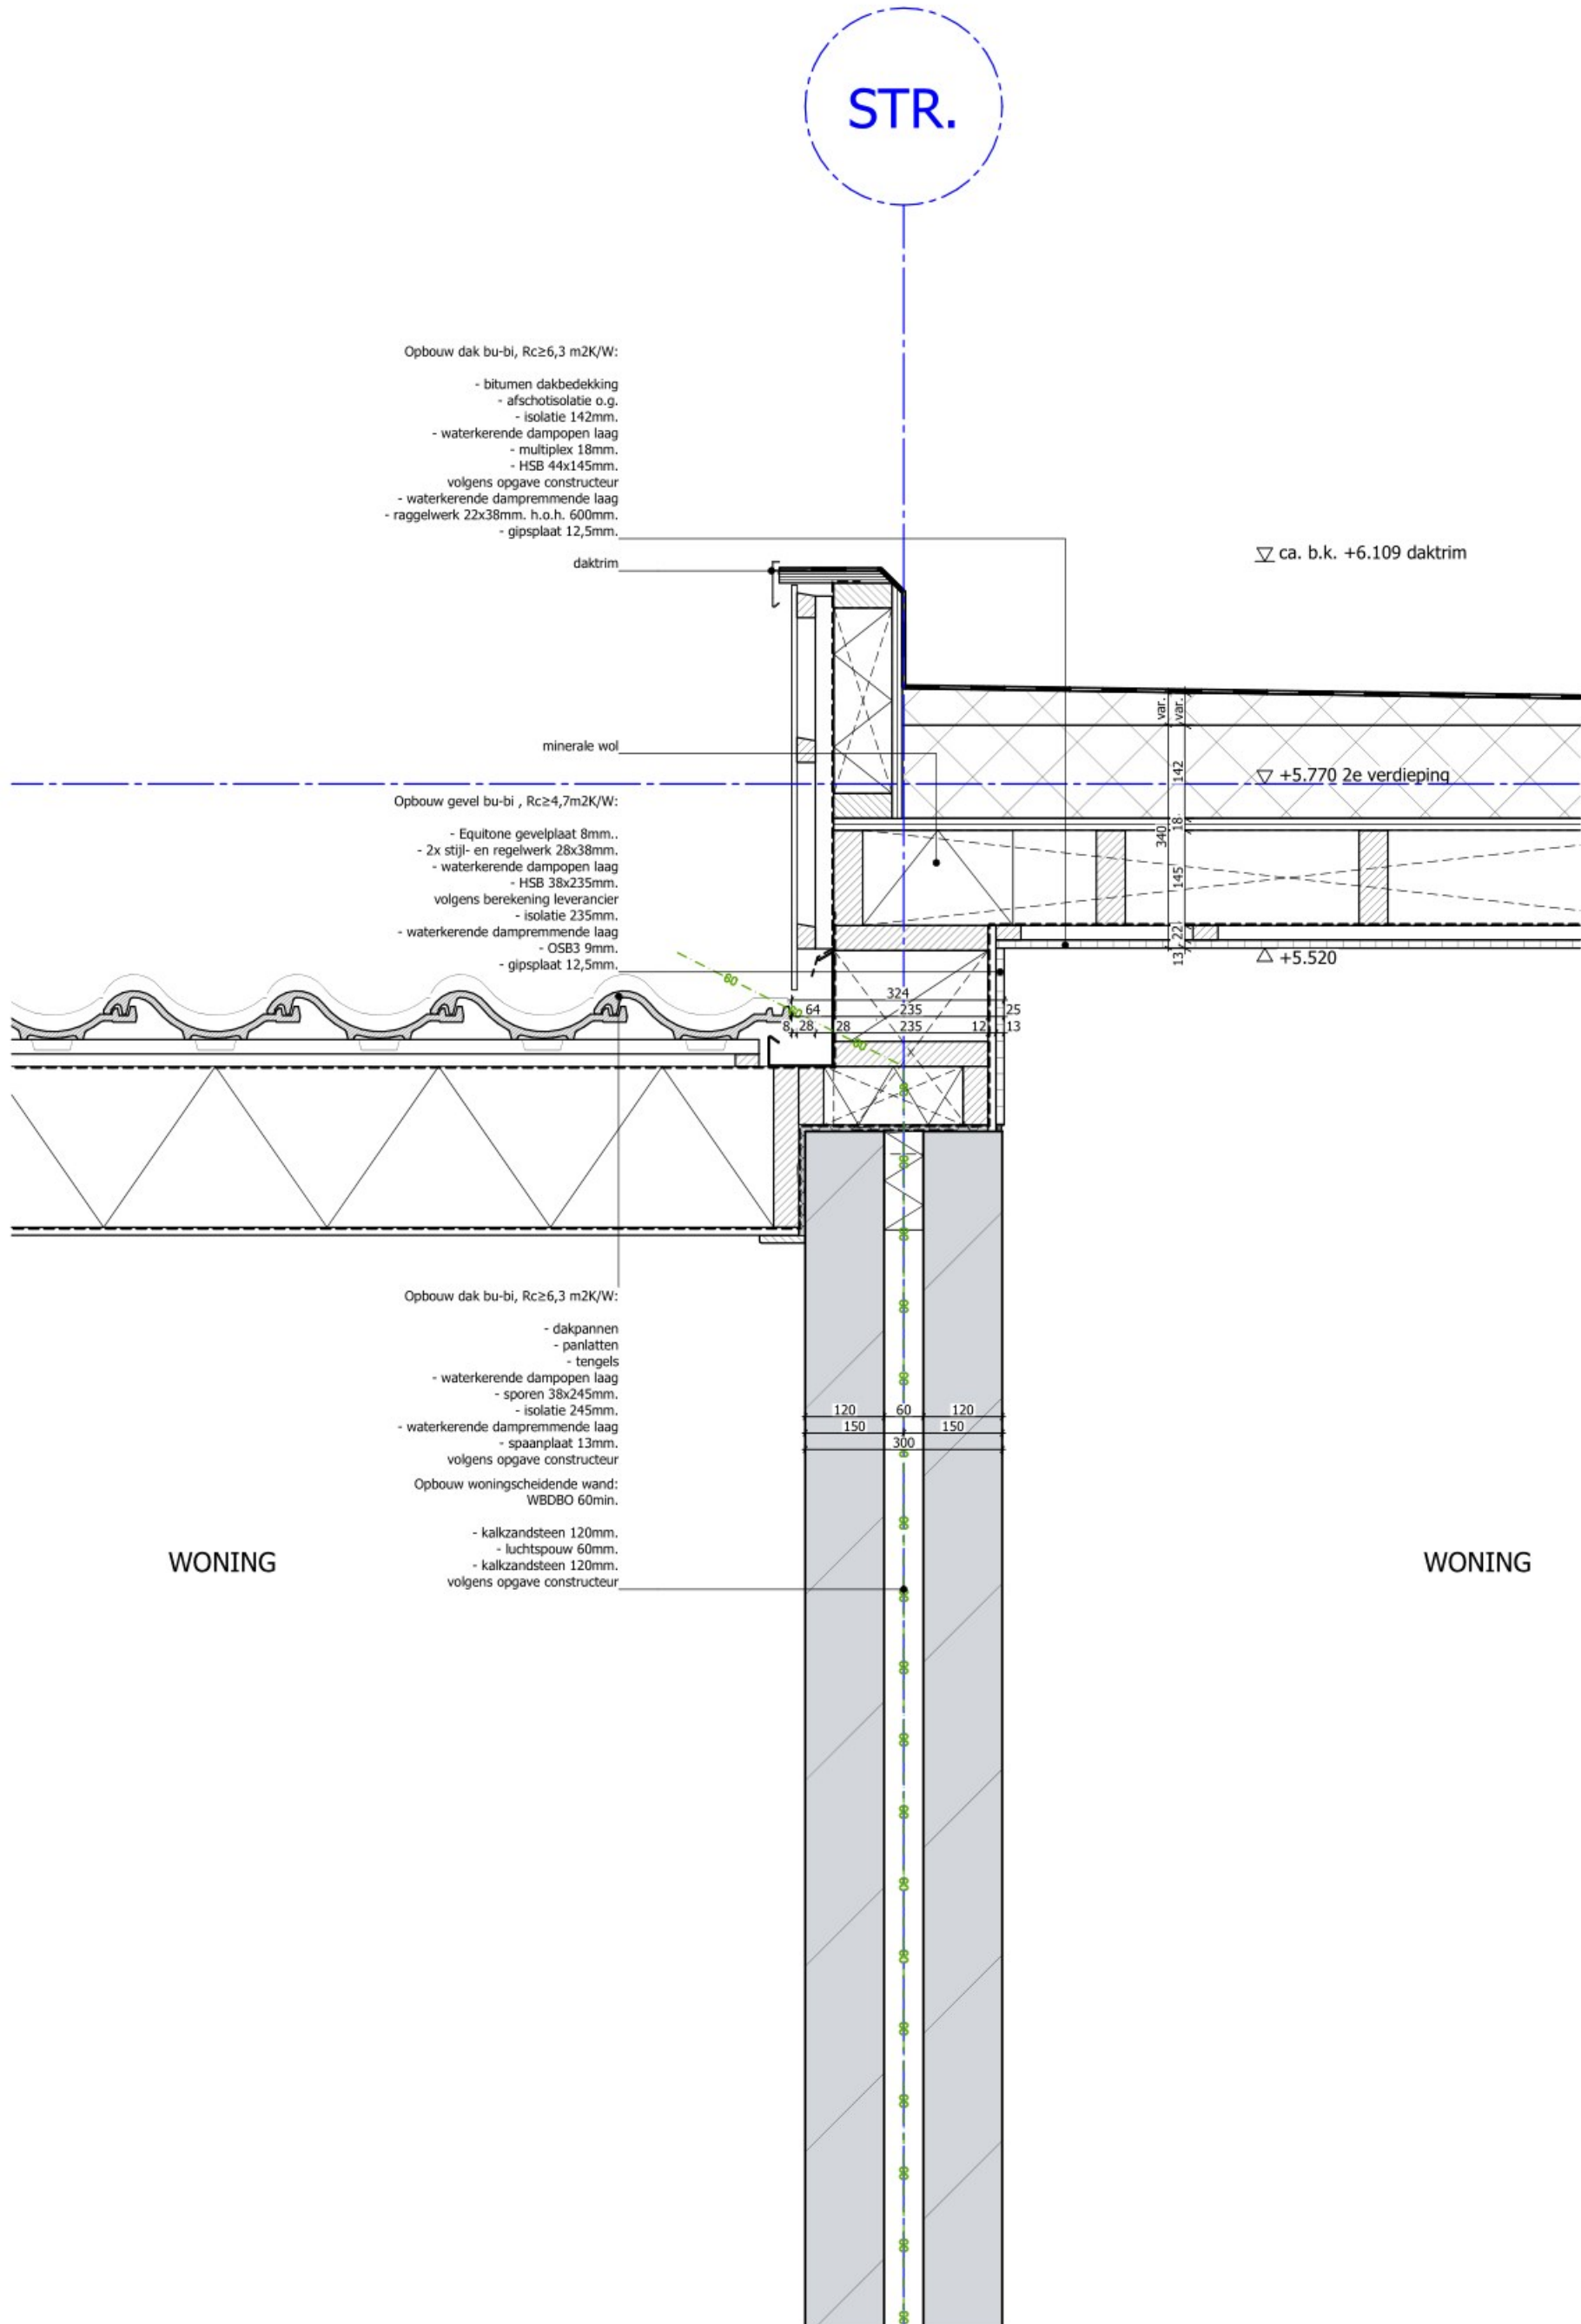 STR.
Opbouw dak bu-bi, Rc≥6,3 m2K/W:
- bitumen dakbedekking
- afschotisolatie o.g.
- isolatie 142mm.
- waterkerende dampopen laag
- multiplex 18mm.
- HSB 44x145mm.
volgens opgave constructeur
- waterkerende dampremmende laag
- raggelwerk 22x38mm. h.o.h. 600mm.
- gipsplaat 12,5mm.
daktrim
ca. b.k. +6.109 daktrim
minerale wol
var.
var.
142
+5.770 2e verdieping
18
340
145
22
13
+5.520
Opbouw gevel bu-bi , Rc≥4,7m2K/W:
- Equitone gevelplaat 8mm..
- 2x stijl- en regelwerk 28x38mm.
- waterkerende dampopen laag
- HSB 38x235mm.
volgens berekening leverancier
- isolatie 235mm.
- waterkerende dampremmende laag
- OSB3 9mm.
- gipsplaat 12,5mm.
60
60
60
324
64 235 25
8 28 28 235 12 13
Opbouw dak bu-bi, Rc≥6,3 m2K/W:
- dakpannen
- panlatten
- tengels
- waterkerende dampopen laag
- sporen 38x245mm.
- isolatie 245mm.
- waterkerende dampremmende laag
- spaanplaat 13mm.
volgens opgave constructeur
120 60 120
150 150
300
Opbouw woningscheidende wand:
WBDBO 60min.
- kalkzandsteen 120mm.
- luchtspouw 60mm.
- kalkzandsteen 120mm.
volgens opgave constructeur
WONING
WONING